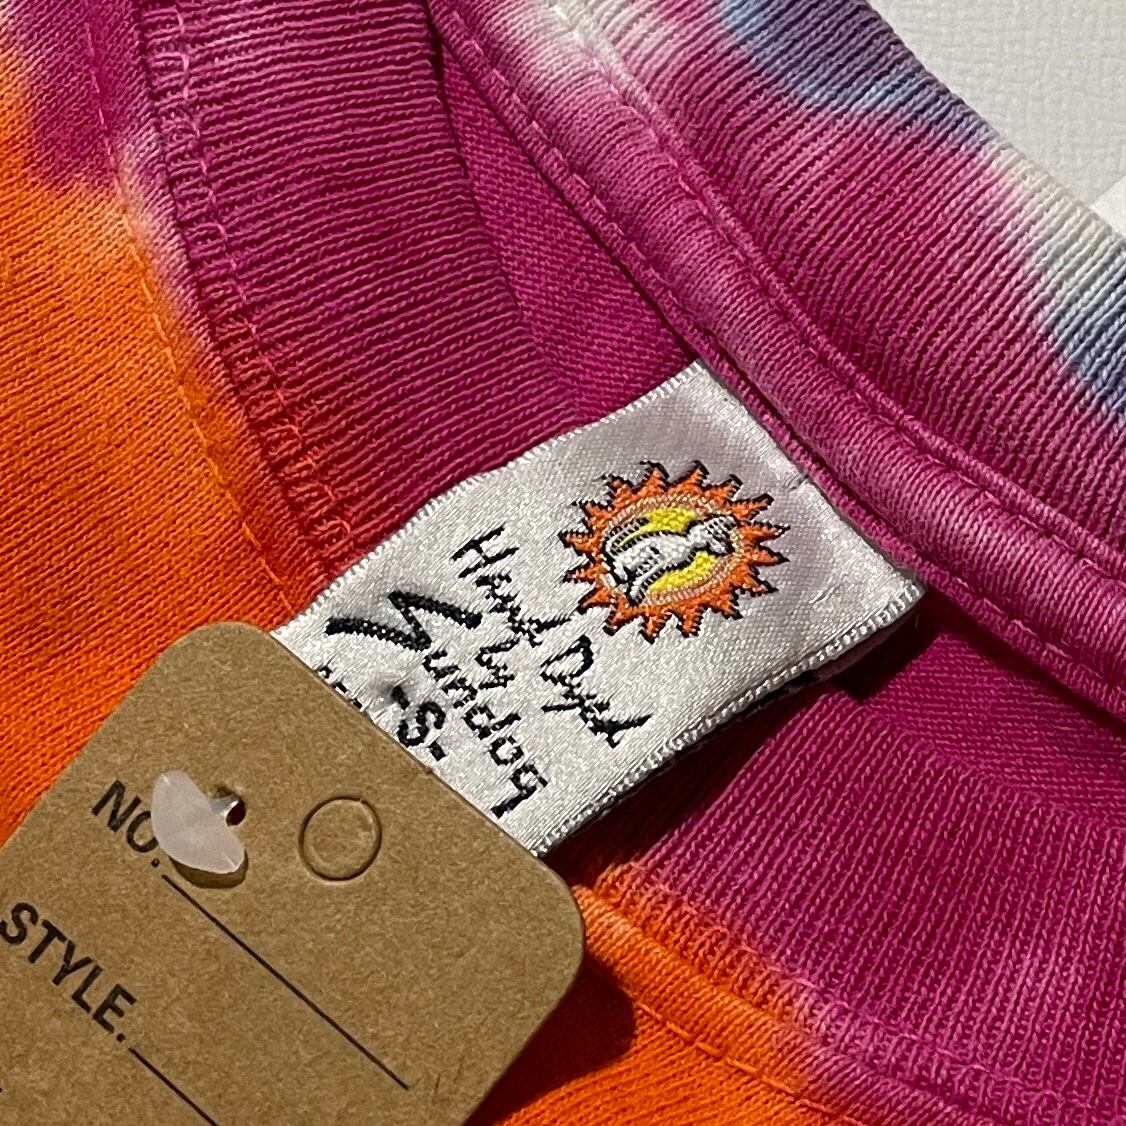 Hand Dyed
by
Sundog
-S-
NO.
STYLE.